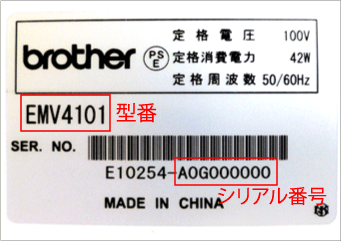 brother
PS
E
定格電圧 100V
定格消費電力 42W
定格周波数 50/60Hz
EMV4101 型番
SER. NO.
E10254-A0G000000
シリアル番号
MADE IN CHINA